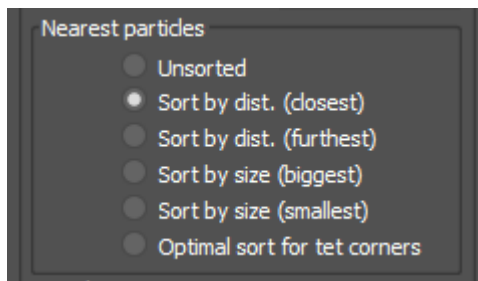 Nearest particles
Unsorted
Sort by dist. (closest)
Sort by dist. (furthest)
Sort by size (biggest)
Sort by size (smallest)
Optimal sort for tet corners